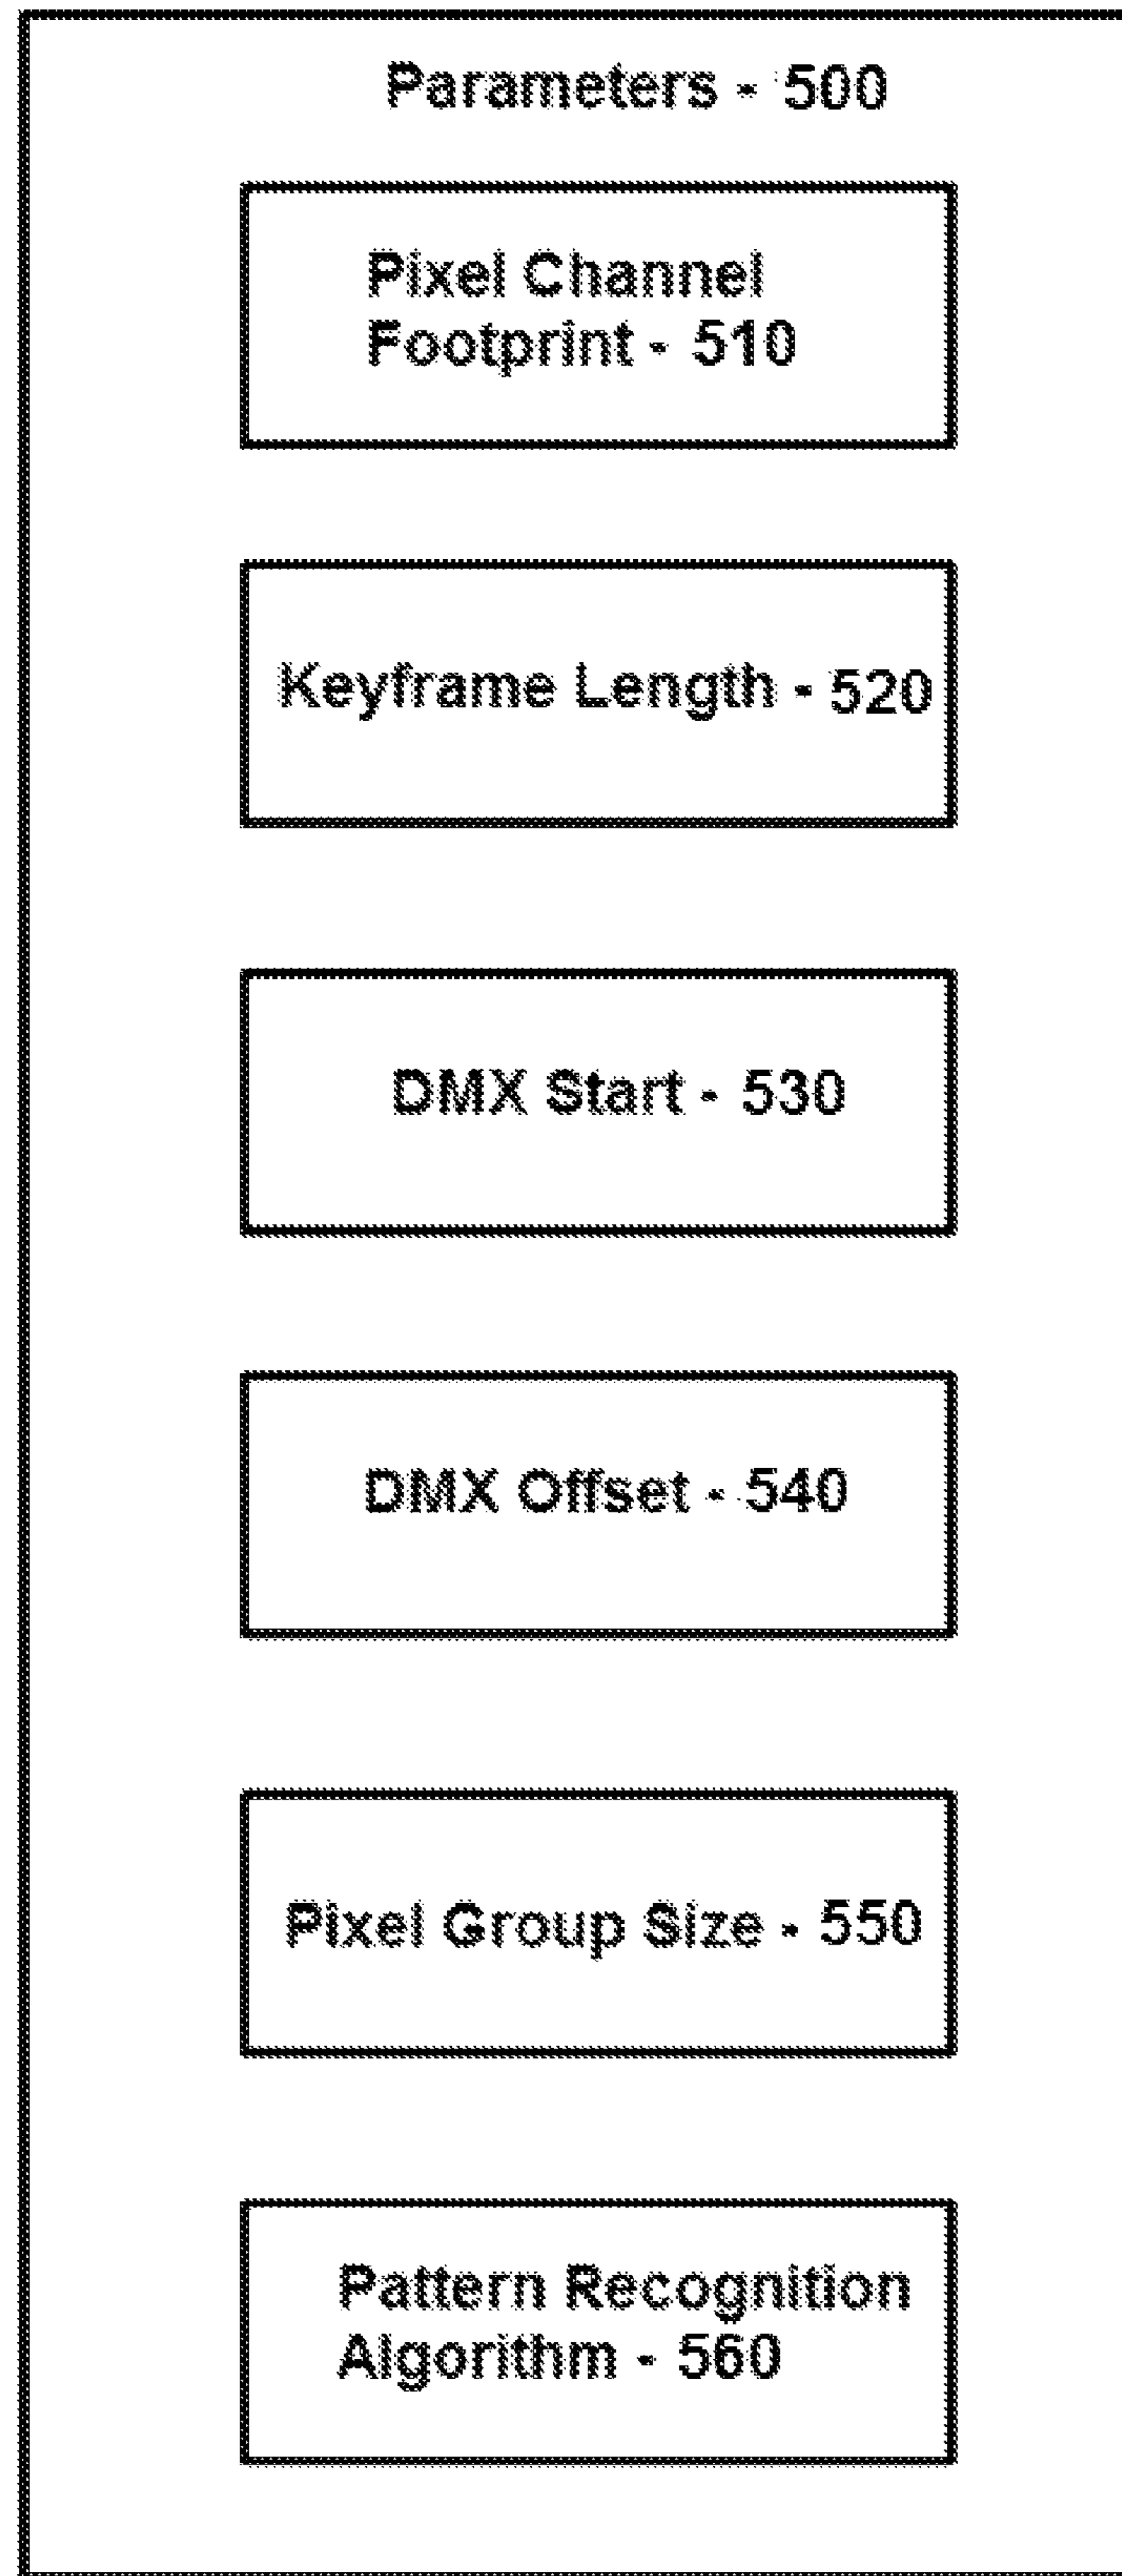 Parameters - 500
Pixel Channel
Footprint - 510
Keyframe Length - 520
DMX Start - 530
DMX Offset - 540
Pixel Group Size - 550
Pattern Recognition
Algorithm - 560